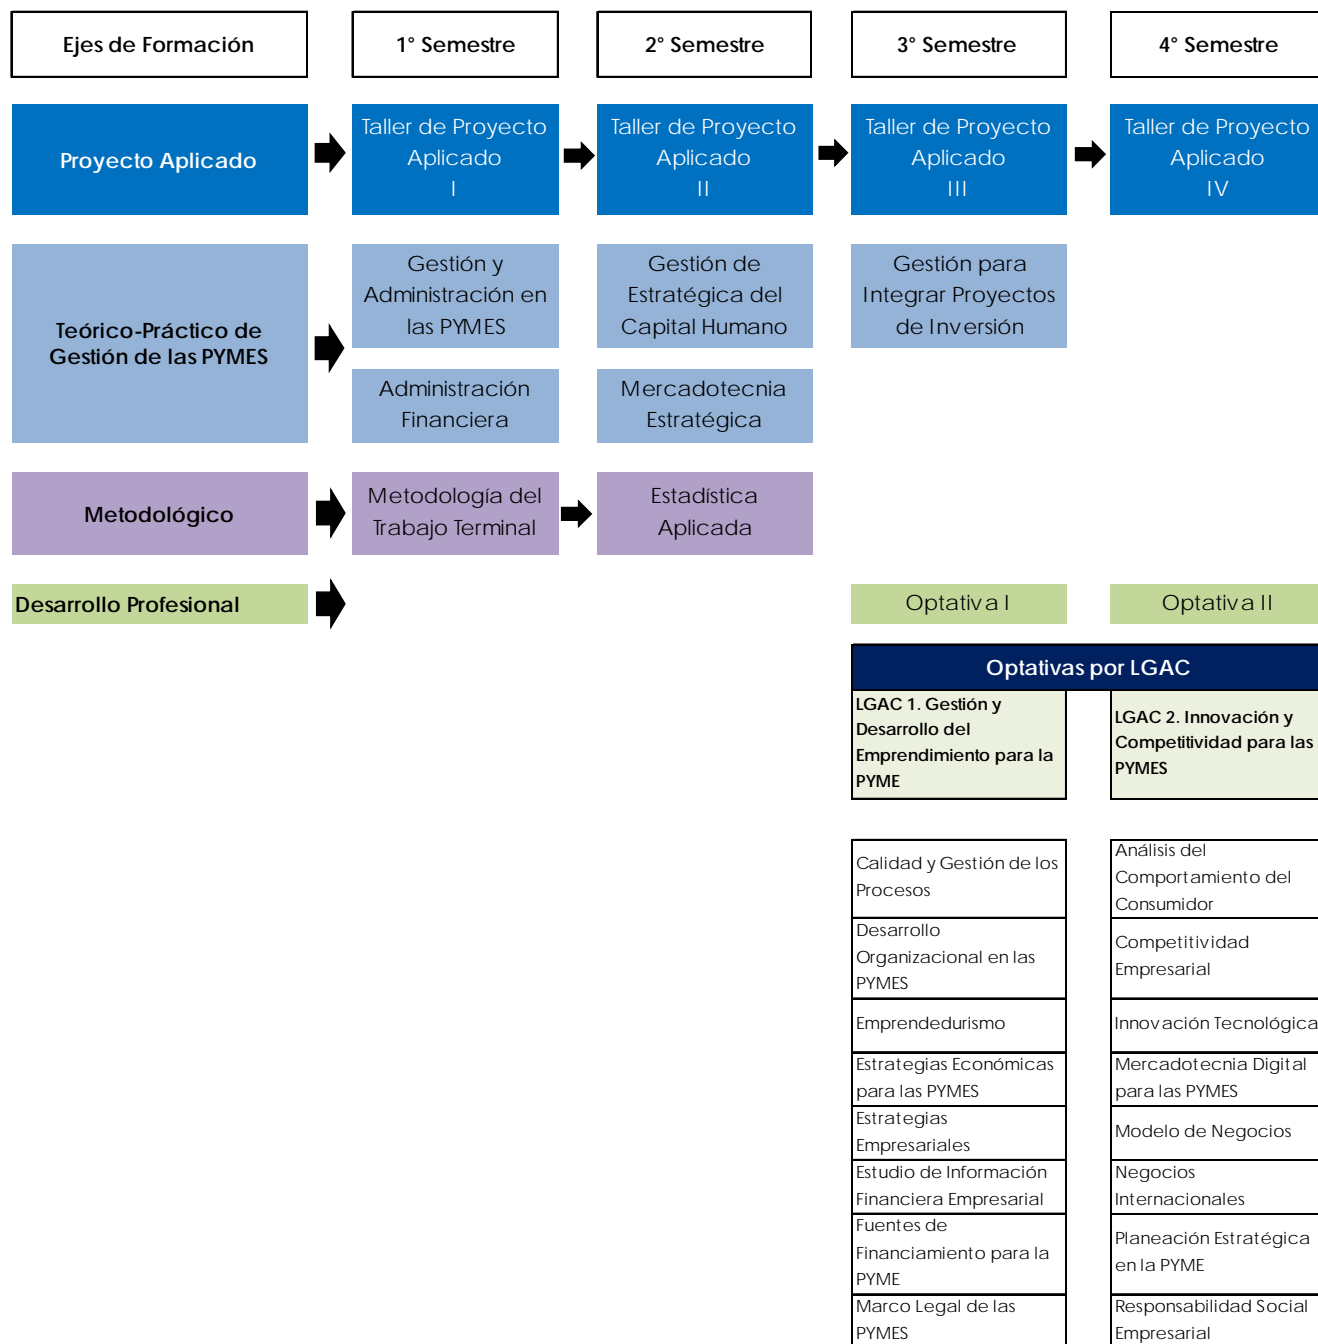 Ejes de Formación
1° Semestre
2° Semestre
3° Semestre
4° Semestre
Proyecto Aplicado
Taller de Proyecto
Aplicado
I
Taller de Proyecto
Aplicado
II
Taller de Proyecto
Aplicado
III
Taller de Proyecto
Aplicado
IV
Teórico-Práctico de
Gestión de las PYMES
Gestión y
Administración en
las PYMES
Gestión de
Estratégica del
Capital Humano
Gestión para
Integrar Proyectos
de Inversión
Administración
Financiera
Mercadotecnia
Estratégica
Metodológico
Metodología del
Trabajo Terminal
Estadística
Aplicada
Desarrollo Profesional
Optativa I
Optativa II
Optativas por LGAC
LGAC 1. Gestión y
Desarrollo del
Emprendimiento para la
PYME
LGAC 2. Innovación y
Competitividad para las
PYMES
Calidad y Gestión de los
Procesos
Análisis del
Comportamiento del
Consumidor
Desarrollo
Organizacional en las
PYMES
Competitividad
Empresarial
Emprendedurismo
Innovación Tecnológica
Estrategias Económicas
para las PYMES
Mercadotecnia Digital
para las PYMES
Estrategias
Empresariales
Modelo de Negocios
Estudio de Información
Financiera Empresarial
Negocios
Internacionales
Fuentes de
Financiamiento para la
PYME
Planeación Estratégica
en la PYME
Marco Legal de las
PYMES
Responsabilidad Social
Empresarial